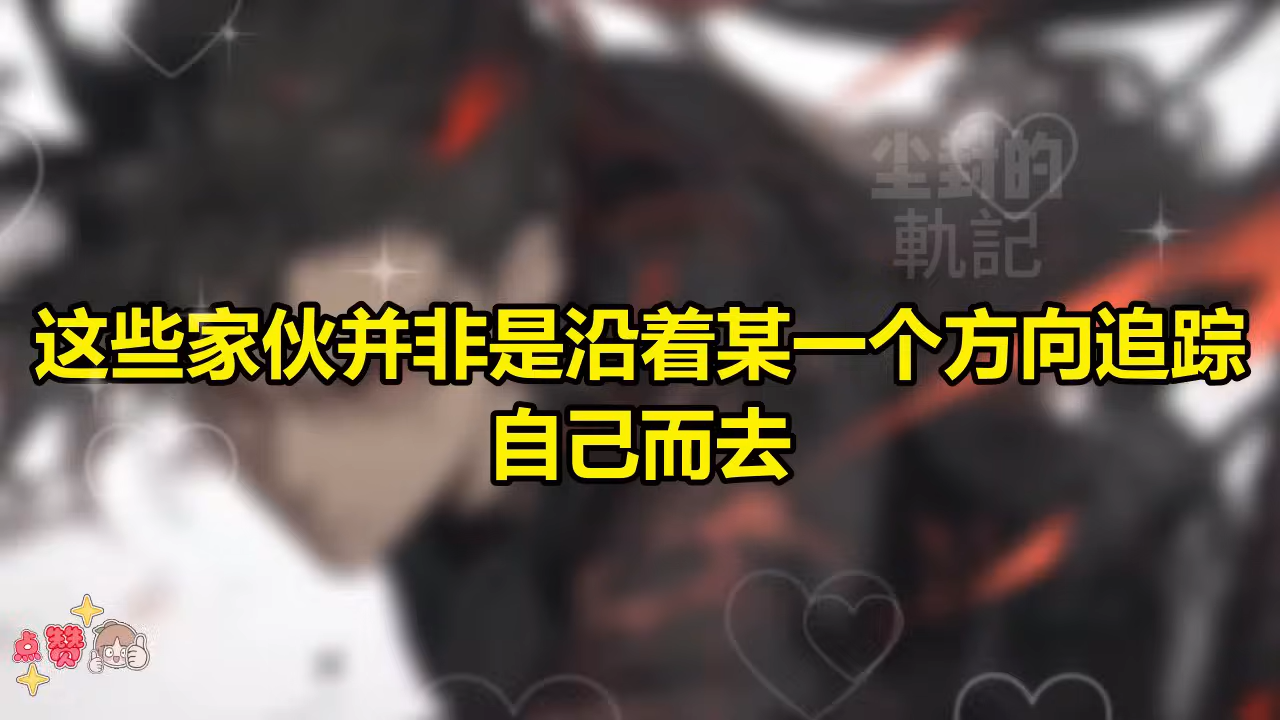 尘封的
軌記
这些家伙并非是沿着某一个方向追踪
自己而去
点赞